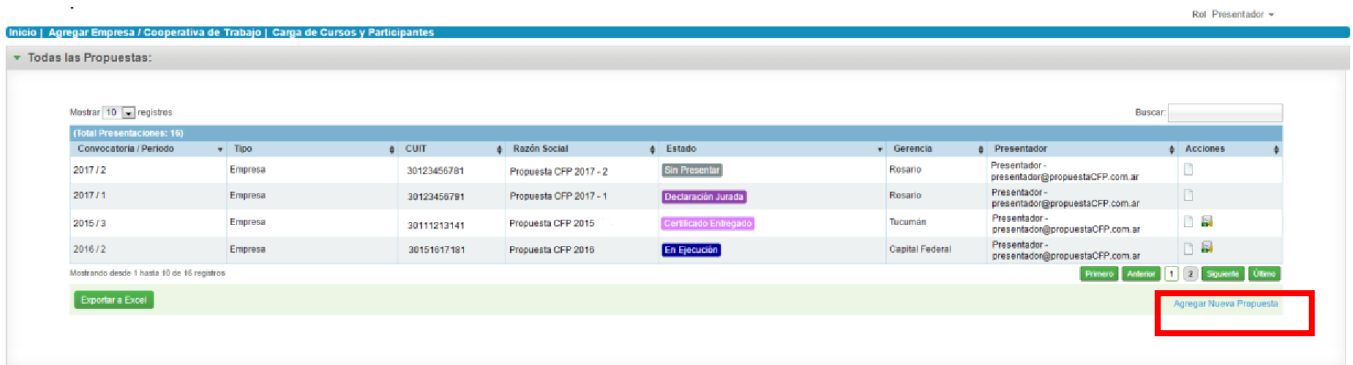 Rol Presentador
Inicio | Agregar Empresa / Cooperativa de Trabajo | Carga de Cursos y Participantes
Todas las Propuestas:
Mostrar 10 registros
Buscar:
(Total Presentaciones: 16)
Convocatoria / Periodo Tipo CUIT Razón Social Estado Gerencia Presentador Acciones
2017 / 2 Empresa 30123456781 Propuesta CFP 2017 - 2 Sin Presentar Rosario Presentador -
presentador@propuestaCFP.com.ar
2017 / 1 Empresa 30123456791 Propuesta CFP 2017 - 1 Declaración Jurada Rosario Presentador -
presentador@propuestaCFP.com.ar
2015 / 3 Empresa 30111213141 Propuesta CFP 2015 Certificado Entregado Tucumán Presentador -
presentador@propuestaCFP.com.ar
2016 / 2 Empresa 30151617181 Propuesta CFP 2016 En Ejecución Capital Federal Presentador -
presentador@propuestaCFP.com.ar
Mostrando desde 1 hasta 10 de 16 registros
Primero Anterior 1 2 Siguiente Último
Exportar a Excel
Agregar Nueva Propuesta